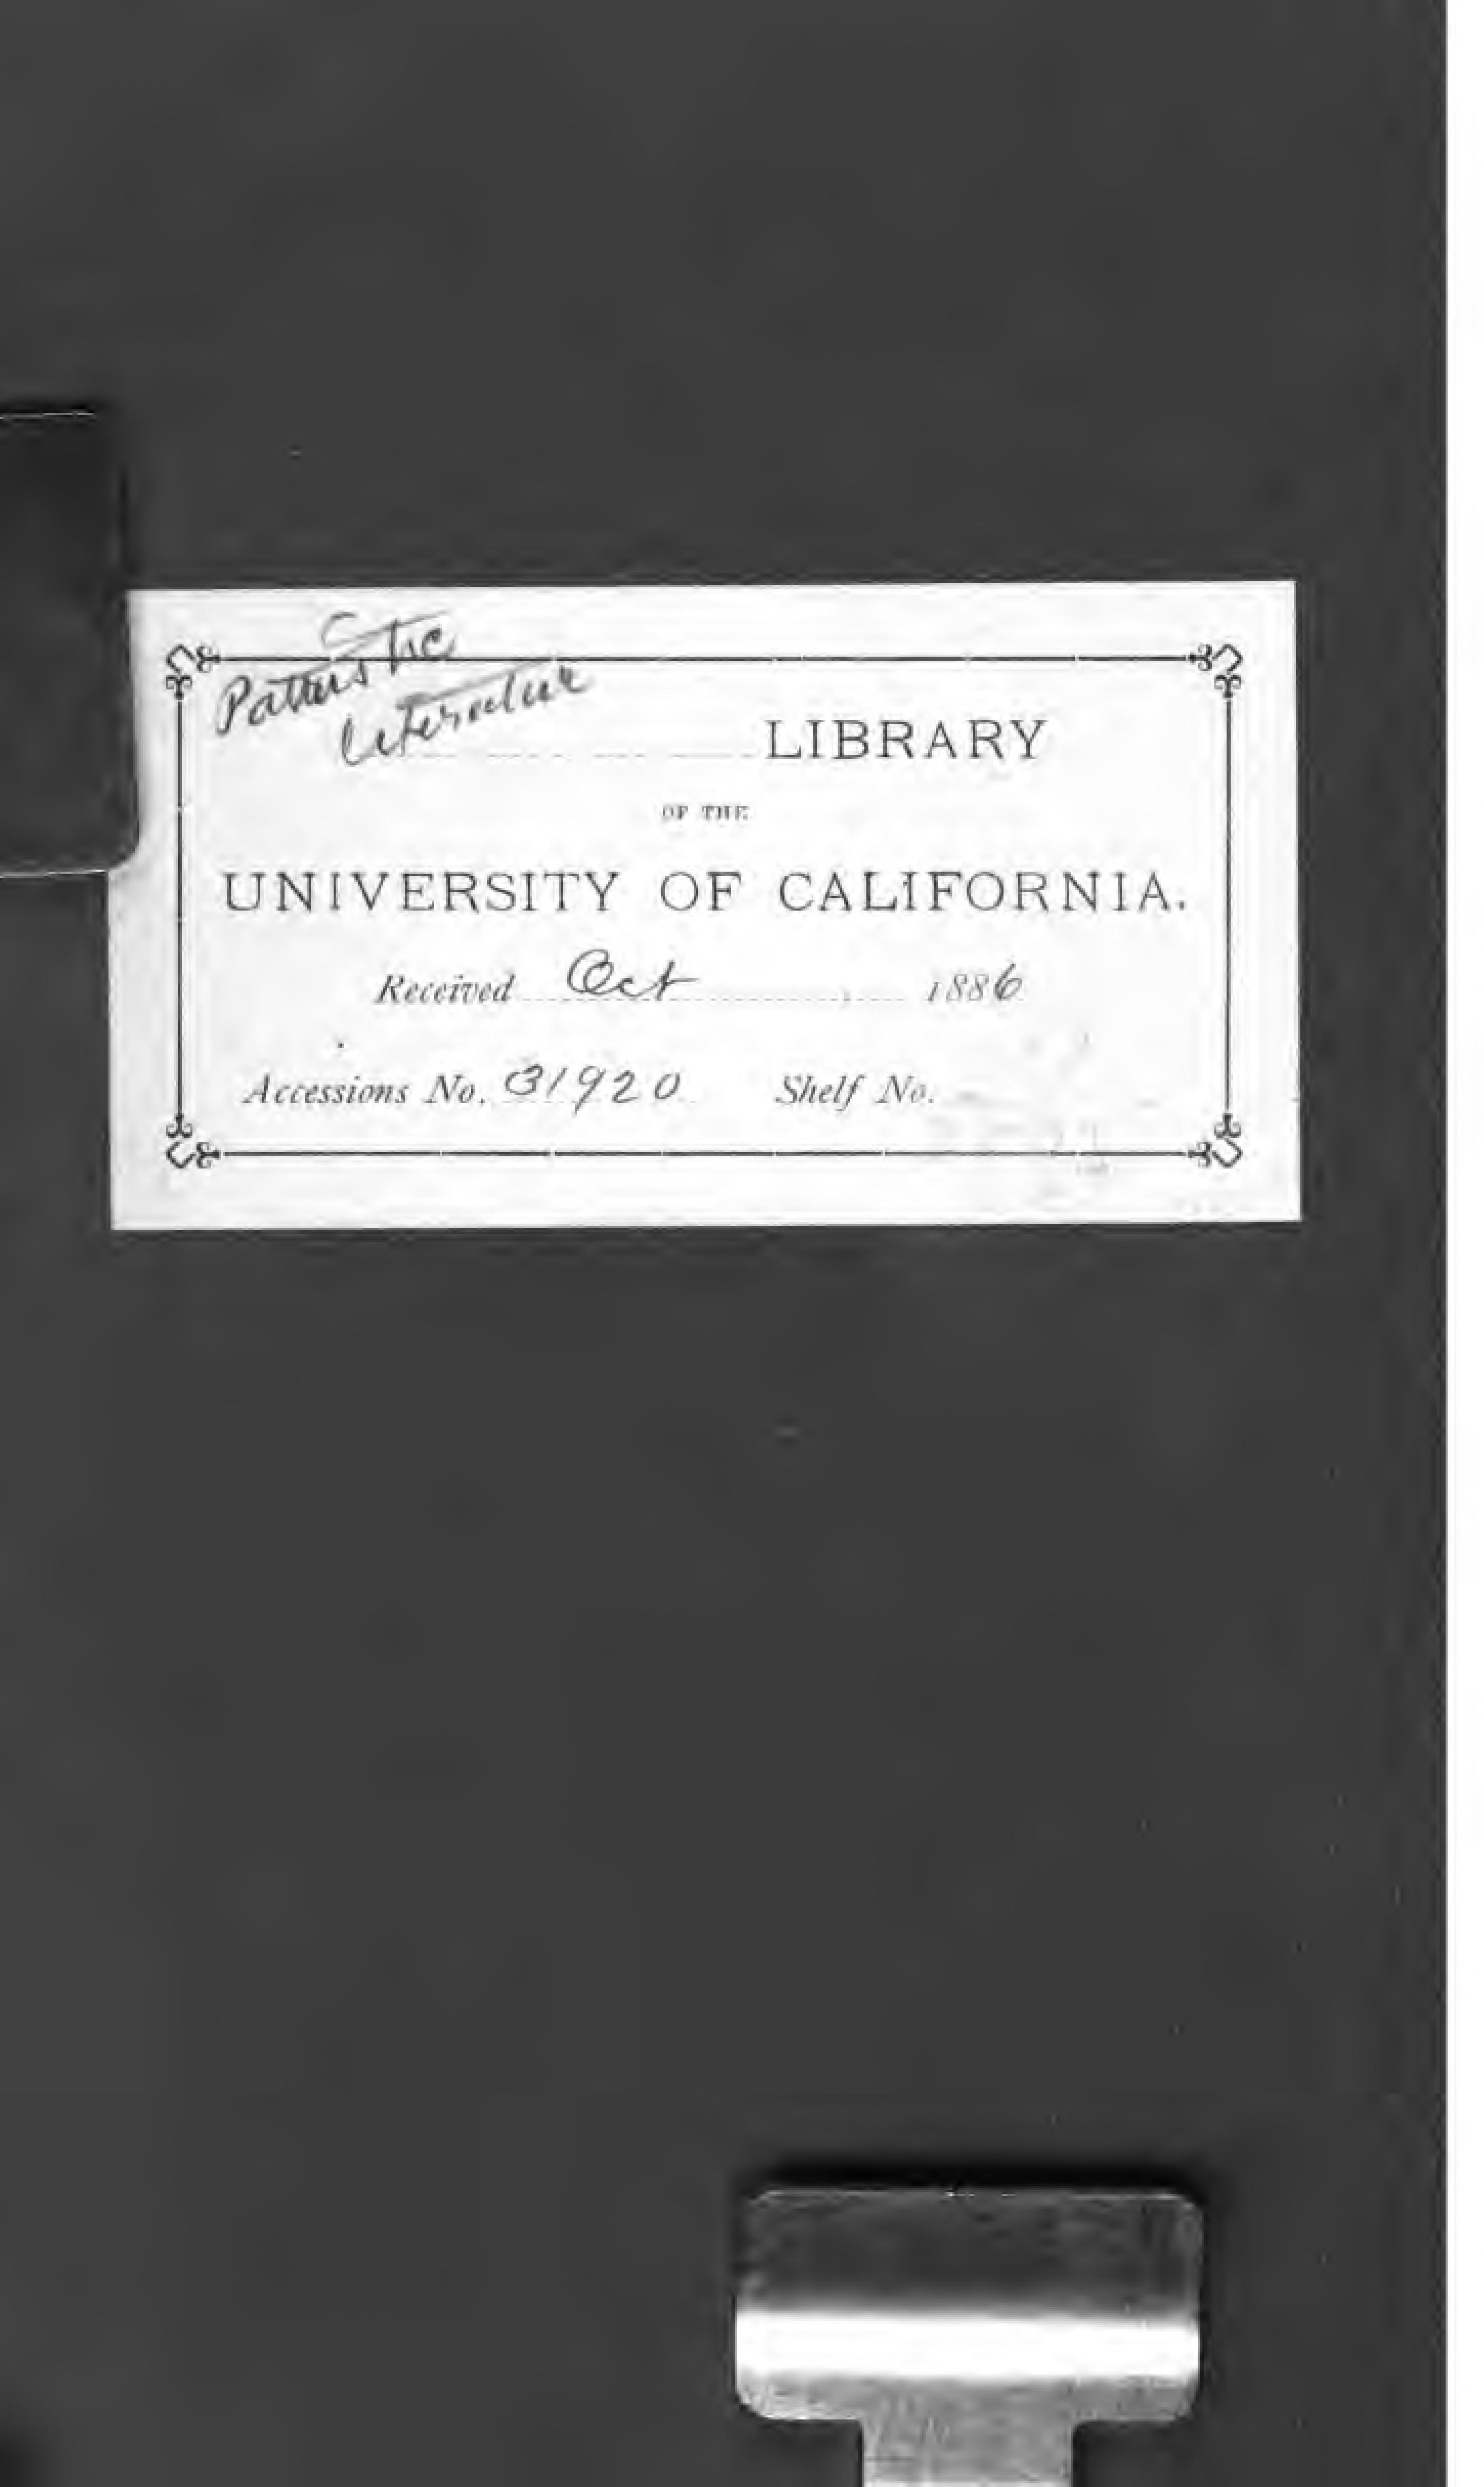 Patristic
Literature
LIBRARY
OF THE
UNIVERSITY OF CALIFORNIA.
Received Oct 1886
Accessions No. 31920 Shelf No.